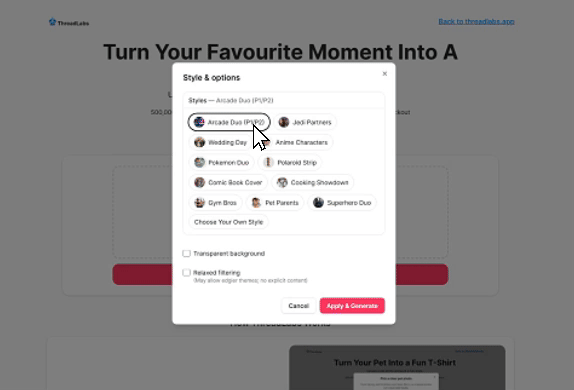 ThreadLabs
Back to threadlabs.app
Turn Your Favourite Moment Into A
Style & options
×
Styles — Arcade Duo (P1/P2)
Arcade Duo (P1/P2)
Jedi Partners
Wedding Day
Anime Characters
Pokemon Duo
Polaroid Strip
Comic Book Cover
Cooking Showdown
Gym Bros
Pet Parents
Superhero Duo
Choose Your Own Style
Transparent background
Relaxed filtering
(May allow edgier themes; no explicit content)
Cancel
Apply & Generate
How ThreadLabs Works
Turn Your Pet Into a Fun T-Shirt